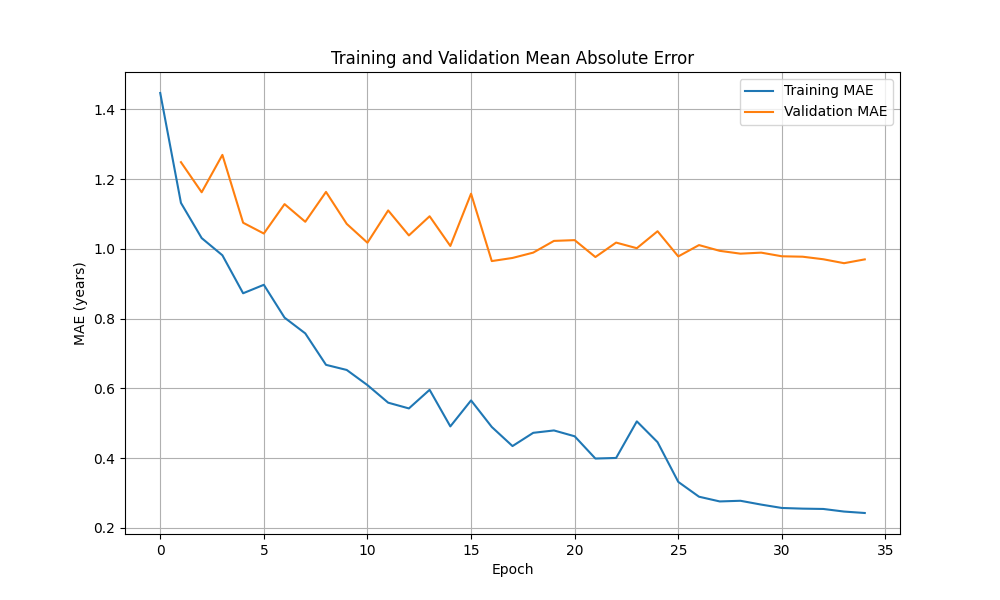 Training and Validation Mean Absolute Error
Training MAE
Validation MAE
MAE (years)
1.4
1.2
1.0
0.8
0.6
0.4
0.2
0 5 10 15 20 25 30 35
Epoch